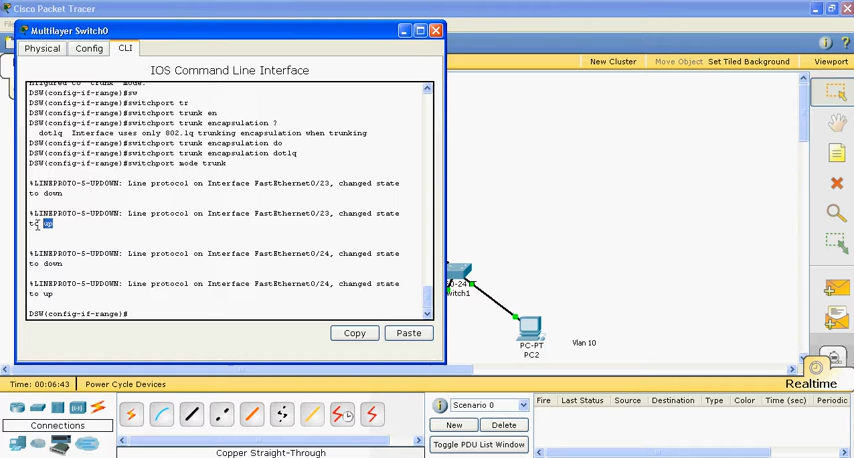 Cisco Packet Tracer
Multilayer Switch0
Physical
Config
CLI
IOS Command Line Interface
DSW(config-if-range)#sw
DSW(config-if-range)#switchport tr
DSW(config-if-range)#switchport trunk en
DSW(config-if-range)#switchport trunk encapsulation ?
dot1q Interface uses only 802.1q trunking encapsulation when trunking
DSW(config-if-range)#switchport trunk encapsulation do
DSW(config-if-range)#switchport trunk encapsulation dot1q
DSW(config-if-range)#switchport mode trunk
%LINEPROTO-5-UPDOWN: Line protocol on Interface FastEthernet0/23, changed state
to down
%LINEPROTO-5-UPDOWN: Line protocol on Interface FastEthernet0/23, changed state
to up
%LINEPROTO-5-UPDOWN: Line protocol on Interface FastEthernet0/24, changed state
to down
%LINEPROTO-5-UPDOWN: Line protocol on Interface FastEthernet0/24, changed state
to up
DSW(config-if-range)#
Copy
Paste
New Cluster
Move Object
Set Tiled Background
Viewport
PC-PT
PC2
Vlan 10
Time: 00:06:43
Power Cycle Devices
Realtime
Connections
Copper Straight-Through
Scenario 0
New
Delete
Toggle PDU List Window
Fire
Last Status
Source
Destination
Type
Color
Time (sec)
Periodic